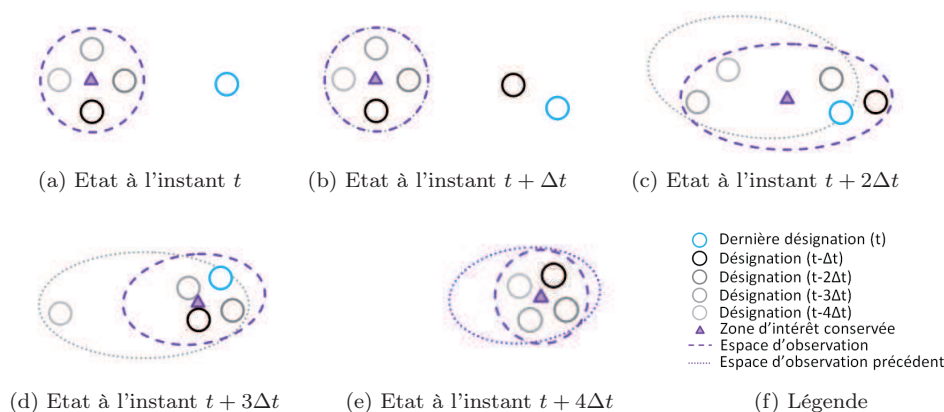 (a) Etat à l'instant t
(b) Etat à l'instant t + Δt
(c) Etat à l'instant t + 2Δt
Dernière désignation (t)
Désignation (t-Δt)
Désignation (t-2Δt)
Désignation (t-3Δt)
Désignation (t-4Δt)
Zone d'intérêt conservée
Espace d'observation
Espace d'observation précédent
(d) Etat à l'instant t + 3Δt
(e) Etat à l'instant t + 4Δt
(f) Légende